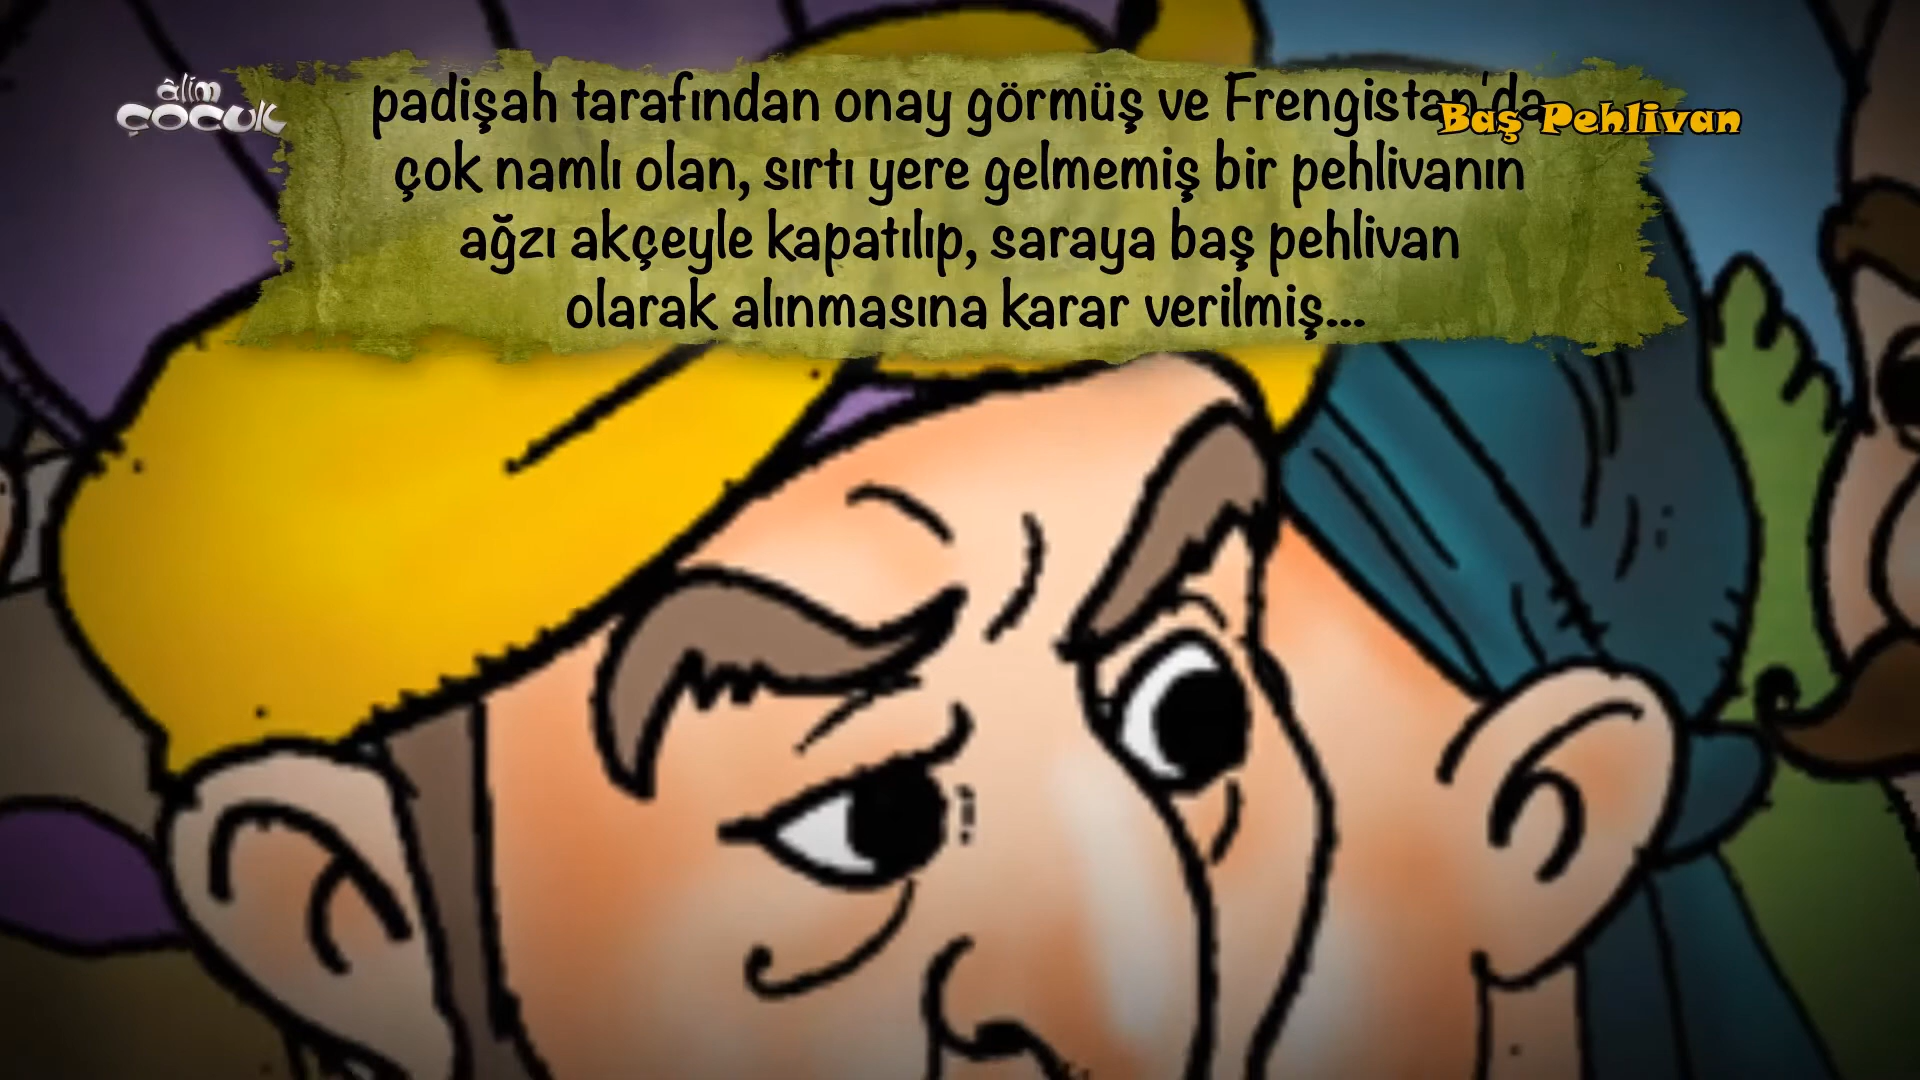 âlim
ÇOCUK
padişah tarafından onay görmüş ve Frengistan'da
Baş Pehlivan
çok namlı olan, sırtı yere gelmemiş bir pehlivanın
ağzı akçeyle kapatılıp, saraya baş pehlivan
olarak alınmasına karar verilmiş...